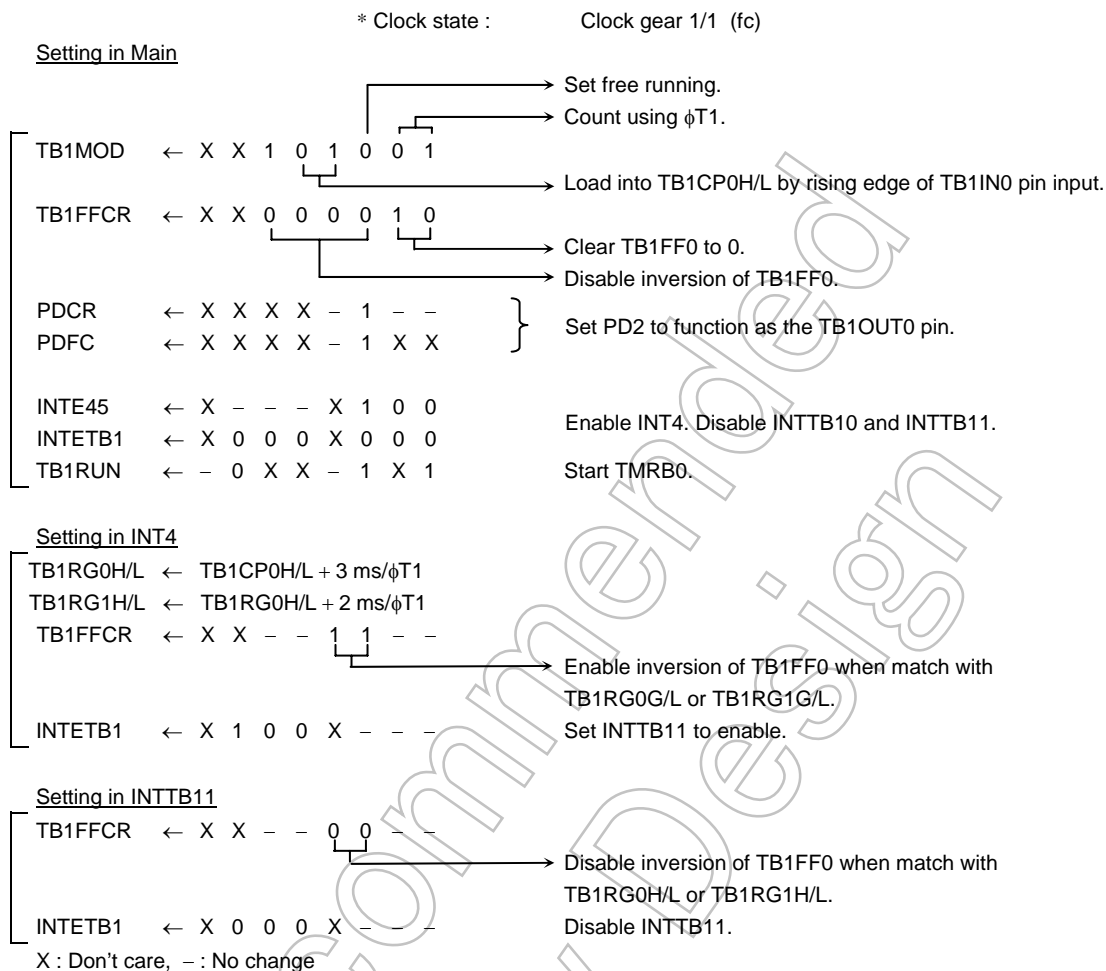 * Clock state : Clock gear 1/1 (fc)
Setting in Main
Set free running.
Count using ϕT1.
TB1MOD ← X X 1 0 1 0 0 1
Load into TB1CP0H/L by rising edge of TB1IN0 pin input.
TB1FFCR ← X X 0 0 0 0 1 0
Clear TB1FF0 to 0.
Disable inversion of TB1FF0.
PDCR ← X X X X – 1 – –
PDFC ← X X X X – 1 X X
Set PD2 to function as the TB1OUT0 pin.
INTE45 ← X – – – X 1 0 0
INTETB1 ← X 0 0 0 X 0 0 0
Enable INT4. Disable INTTB10 and INTTB11.
TB1RUN ← – 0 X X – 1 X 1 Start TMRB0.
Setting in INT4
TB1RG0H/L ← TB1CP0H/L + 3 ms/ϕT1
TB1RG1H/L ← TB1RG0H/L + 2 ms/ϕT1
TB1FFCR ← X X – – 1 1 – –
Enable inversion of TB1FF0 when match with
TB1RG0G/L or TB1RG1G/L.
INTETB1 ← X 1 0 0 X – – – Set INTTB11 to enable.
Setting in INTTB11
TB1FFCR ← X X – – 0 0 – –
Disable inversion of TB1FF0 when match with
TB1RG0H/L or TB1RG1H/L.
INTETB1 ← X 0 0 0 X – – – Disable INTTB11.
X : Don't care, – : No change
ommended
Design